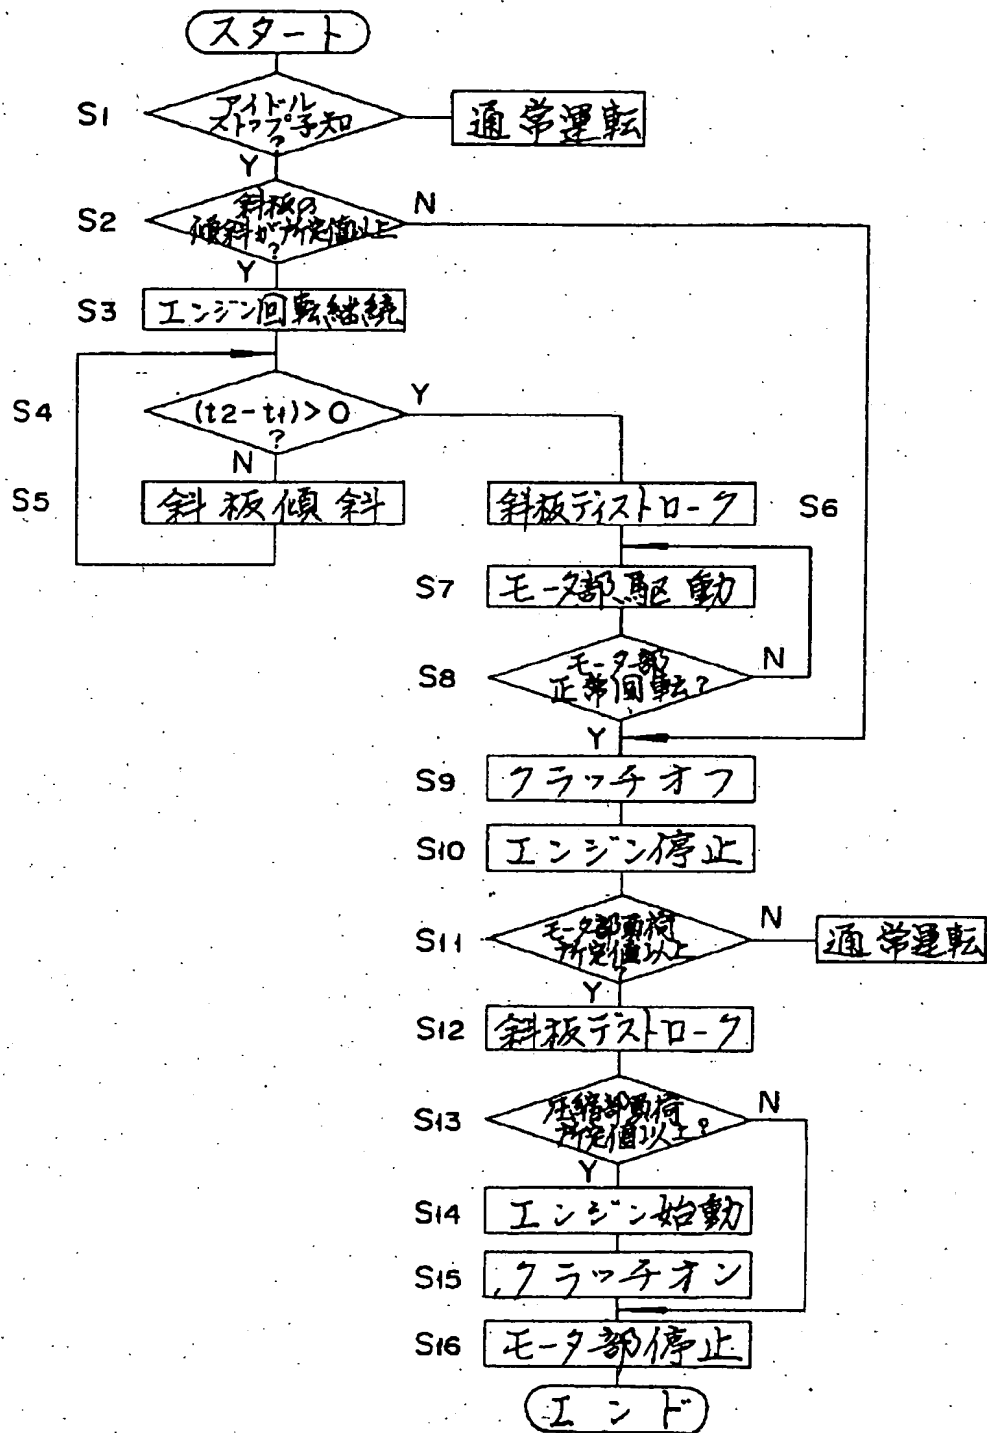 スタート
S1
アイドル
ストップ予知
?
通常運転
Y
S2
斜板の
傾斜が所定値以上
?
N
Y
S3
エンジン回転継続
S4
(t2-t1)>0
?
Y
N
S5
斜板傾斜
斜板ディストローク
S6
S7
モータ部駆動
S8
モータ部
正常回転?
N
Y
S9
クラッチオフ
S10
エンジン停止
S11
モータ部負荷
所定値以上
?
N
通常運転
Y
S12
斜板デストローク
S13
圧縮部負荷
所定値以上?
N
Y
S14
エンジン始動
S15
クラッチオン
S16
モータ部停止
エンド